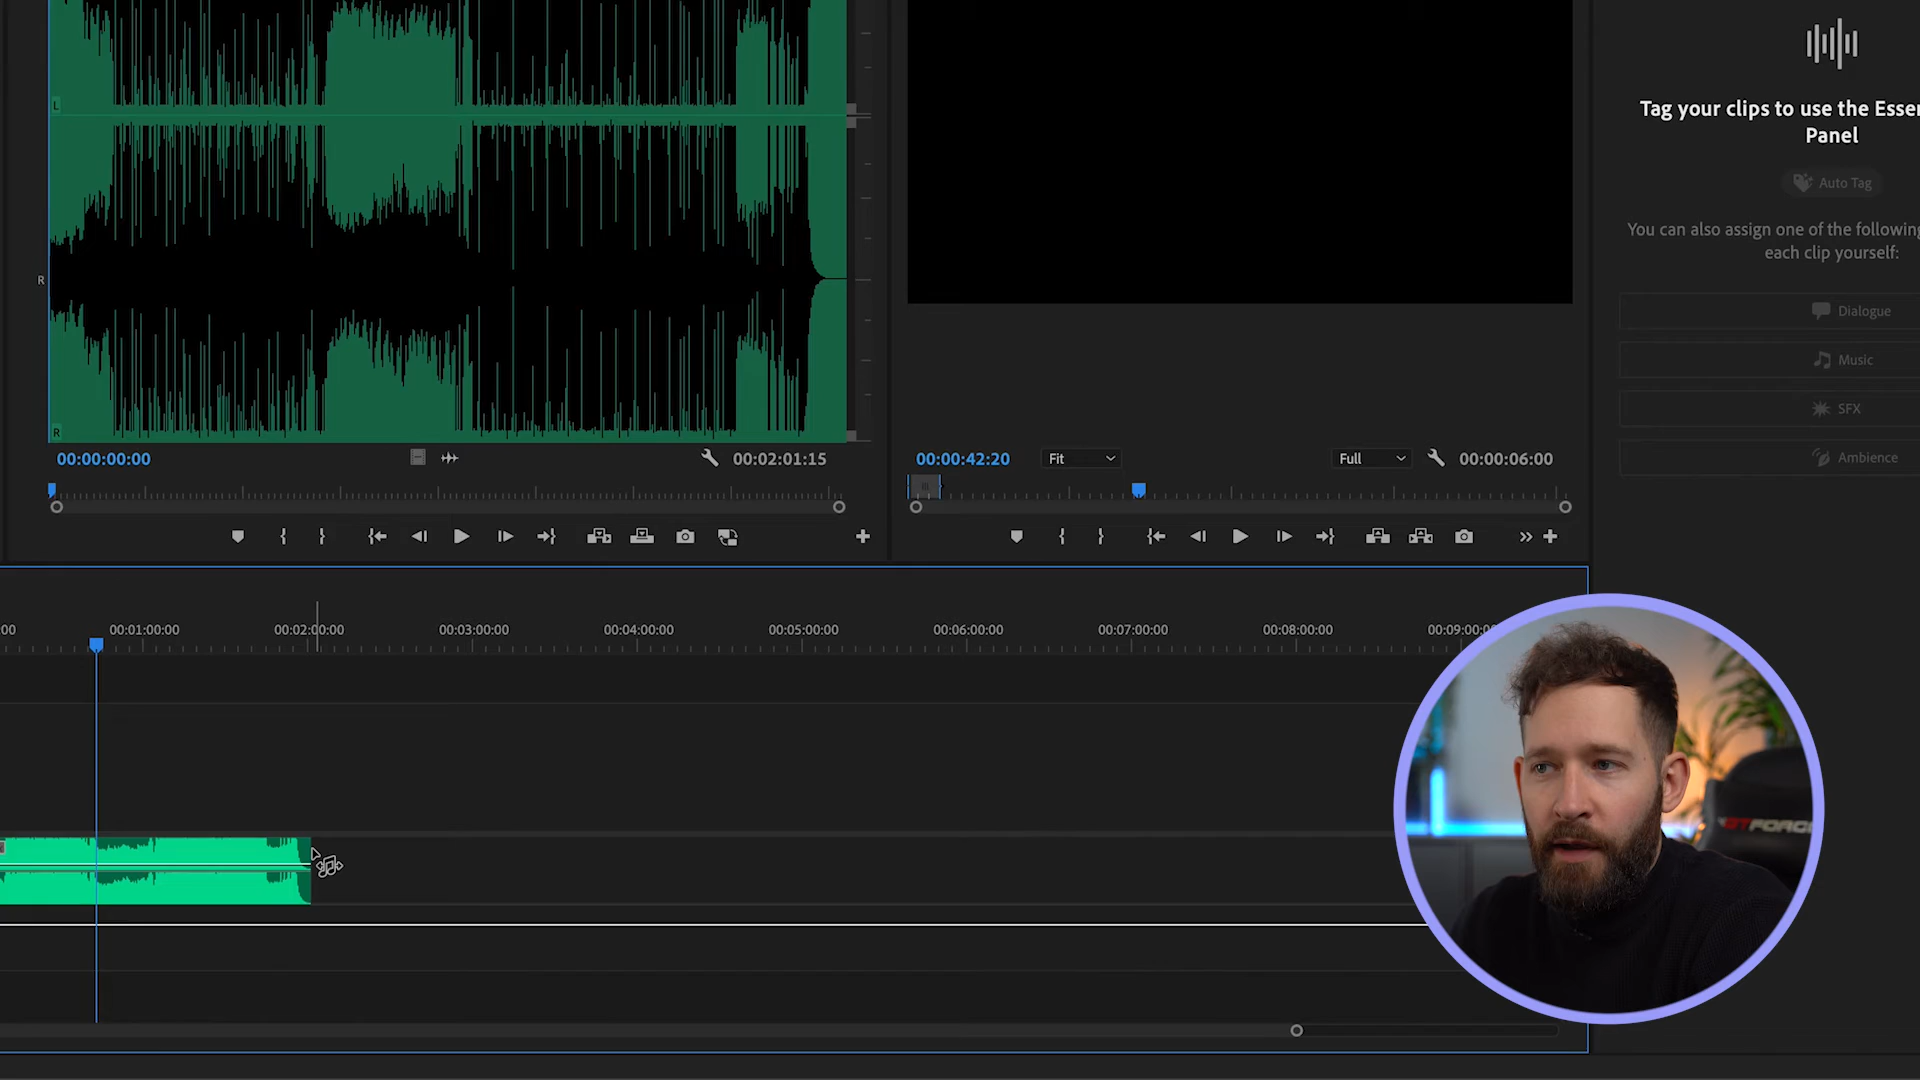 Tag your clips to use the Essen
Panel
Auto Tag
You can also assign one of the following
each clip yourself:
Dialogue
Music
SFX
Ambience
L
R
R
00:00:00:00
00:02:01:15
00:00:42:20
Fit
Full
00:00:06:00
:00
00:01:00:00
00:02:00:00
00:03:00:00
00:04:00:00
00:05:00:00
00:06:00:00
00:07:00:00
00:08:00:00
00:09:00:00
GTFORCE